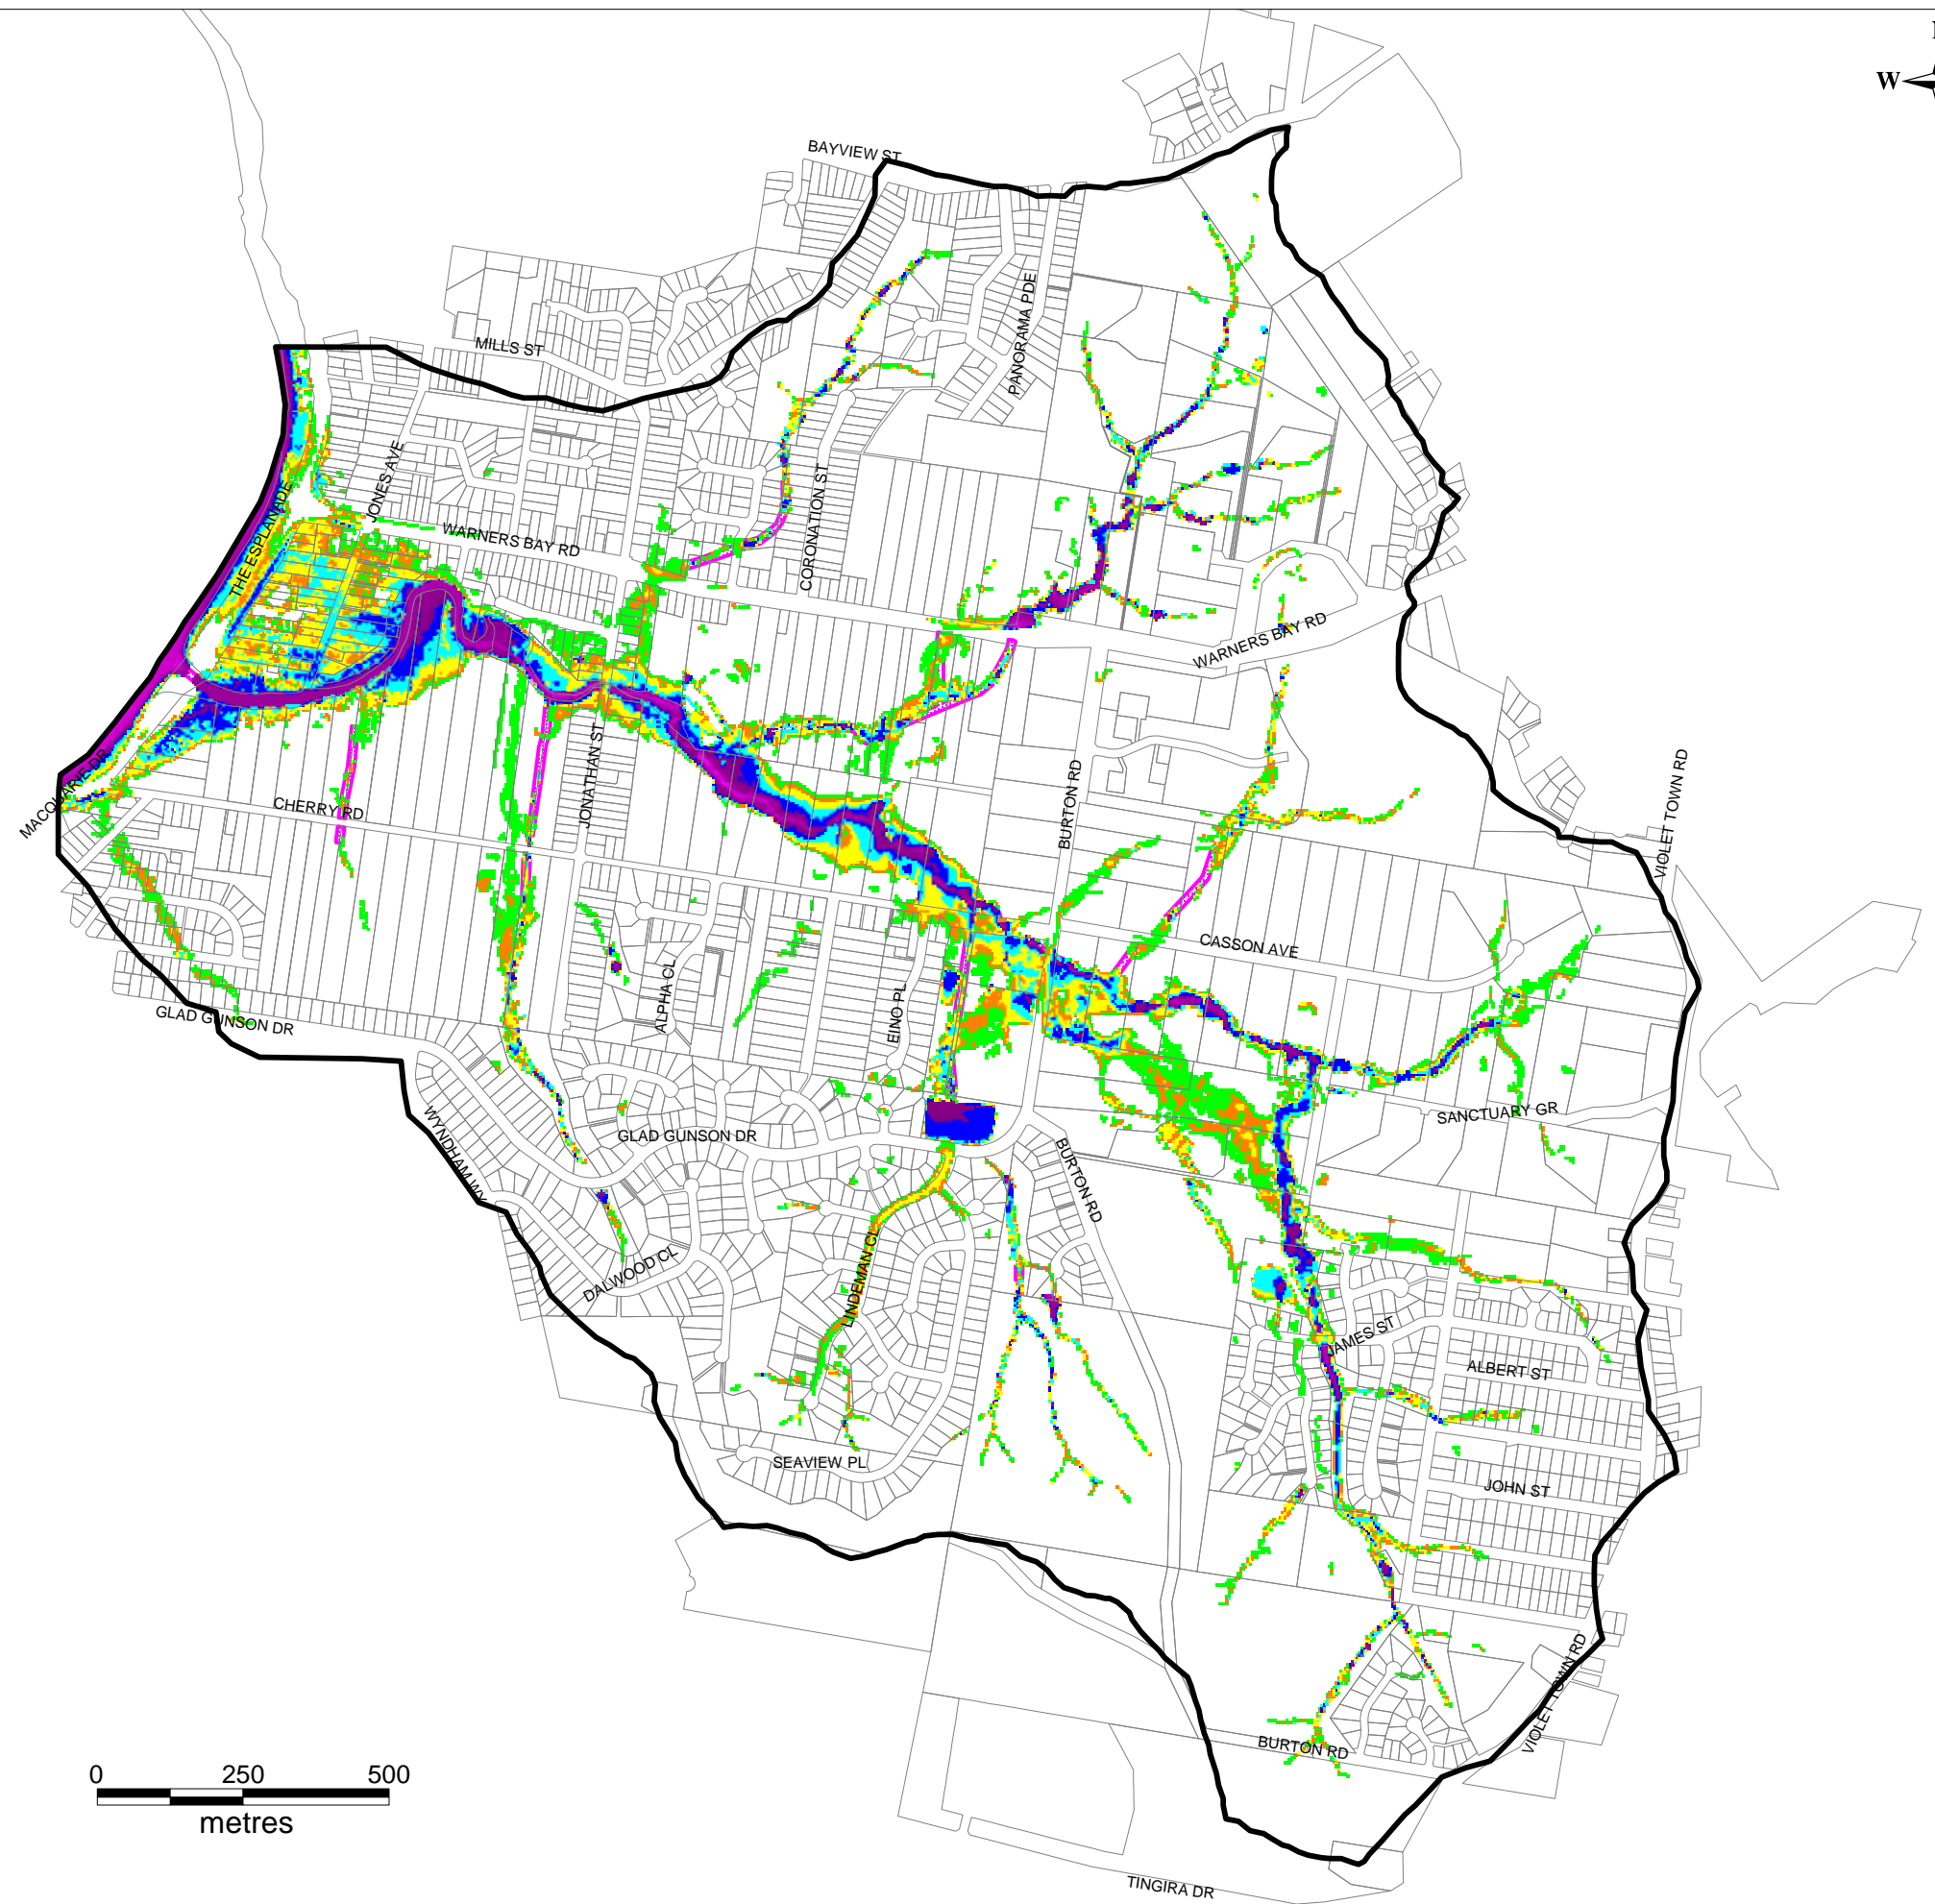 W
BAYVIEW ST
MILLS ST
PANORAMA PDE
JONES AVE
THE ESPLANADE
WARNERS BAY RD
CORONATION ST
WARNERS BAY RD
MACQUARIE DR
CHERRY RD
JONATHAN ST
BURTON RD
VIOLET TOWN RD
CASSON AVE
ALPHA CL
EINO PL
GLAD GUNSON DR
WYNDHAM WY
GLAD GUNSON DR
BURTON RD
SANCTUARY GR
DALWOOD CL
LINDEMAN CL
JAMES ST
ALBERT ST
SEAVIEW PL
JOHN ST
VIOLET TOWN RD
BURTON RD
0 250 500
metres
TINGIRA DR